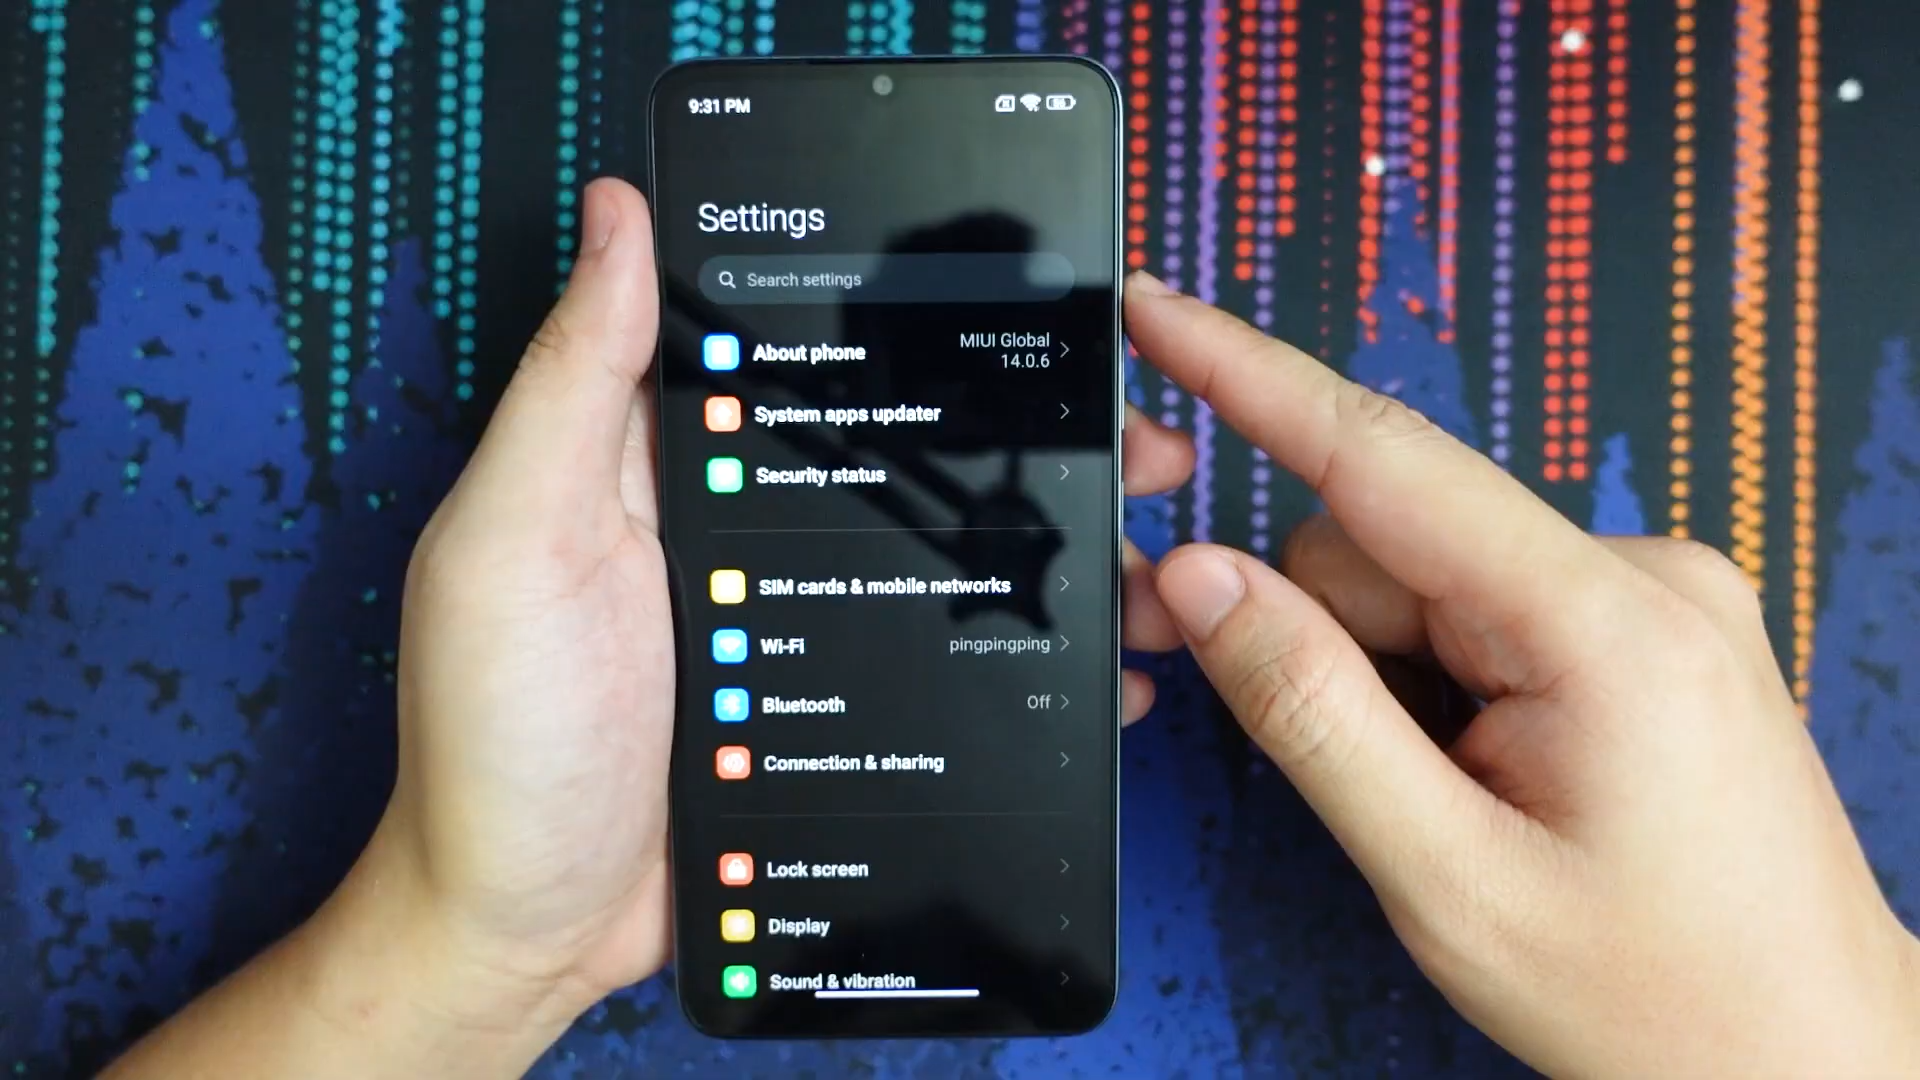 9:31 PM
Settings
Search settings
About phone
MIUI Global
14.0.6
System apps updater
Security status
SIM cards & mobile networks
Wi-Fi
pingpingping
Bluetooth
Off
Connection & sharing
Lock screen
Display
Sound & vibration